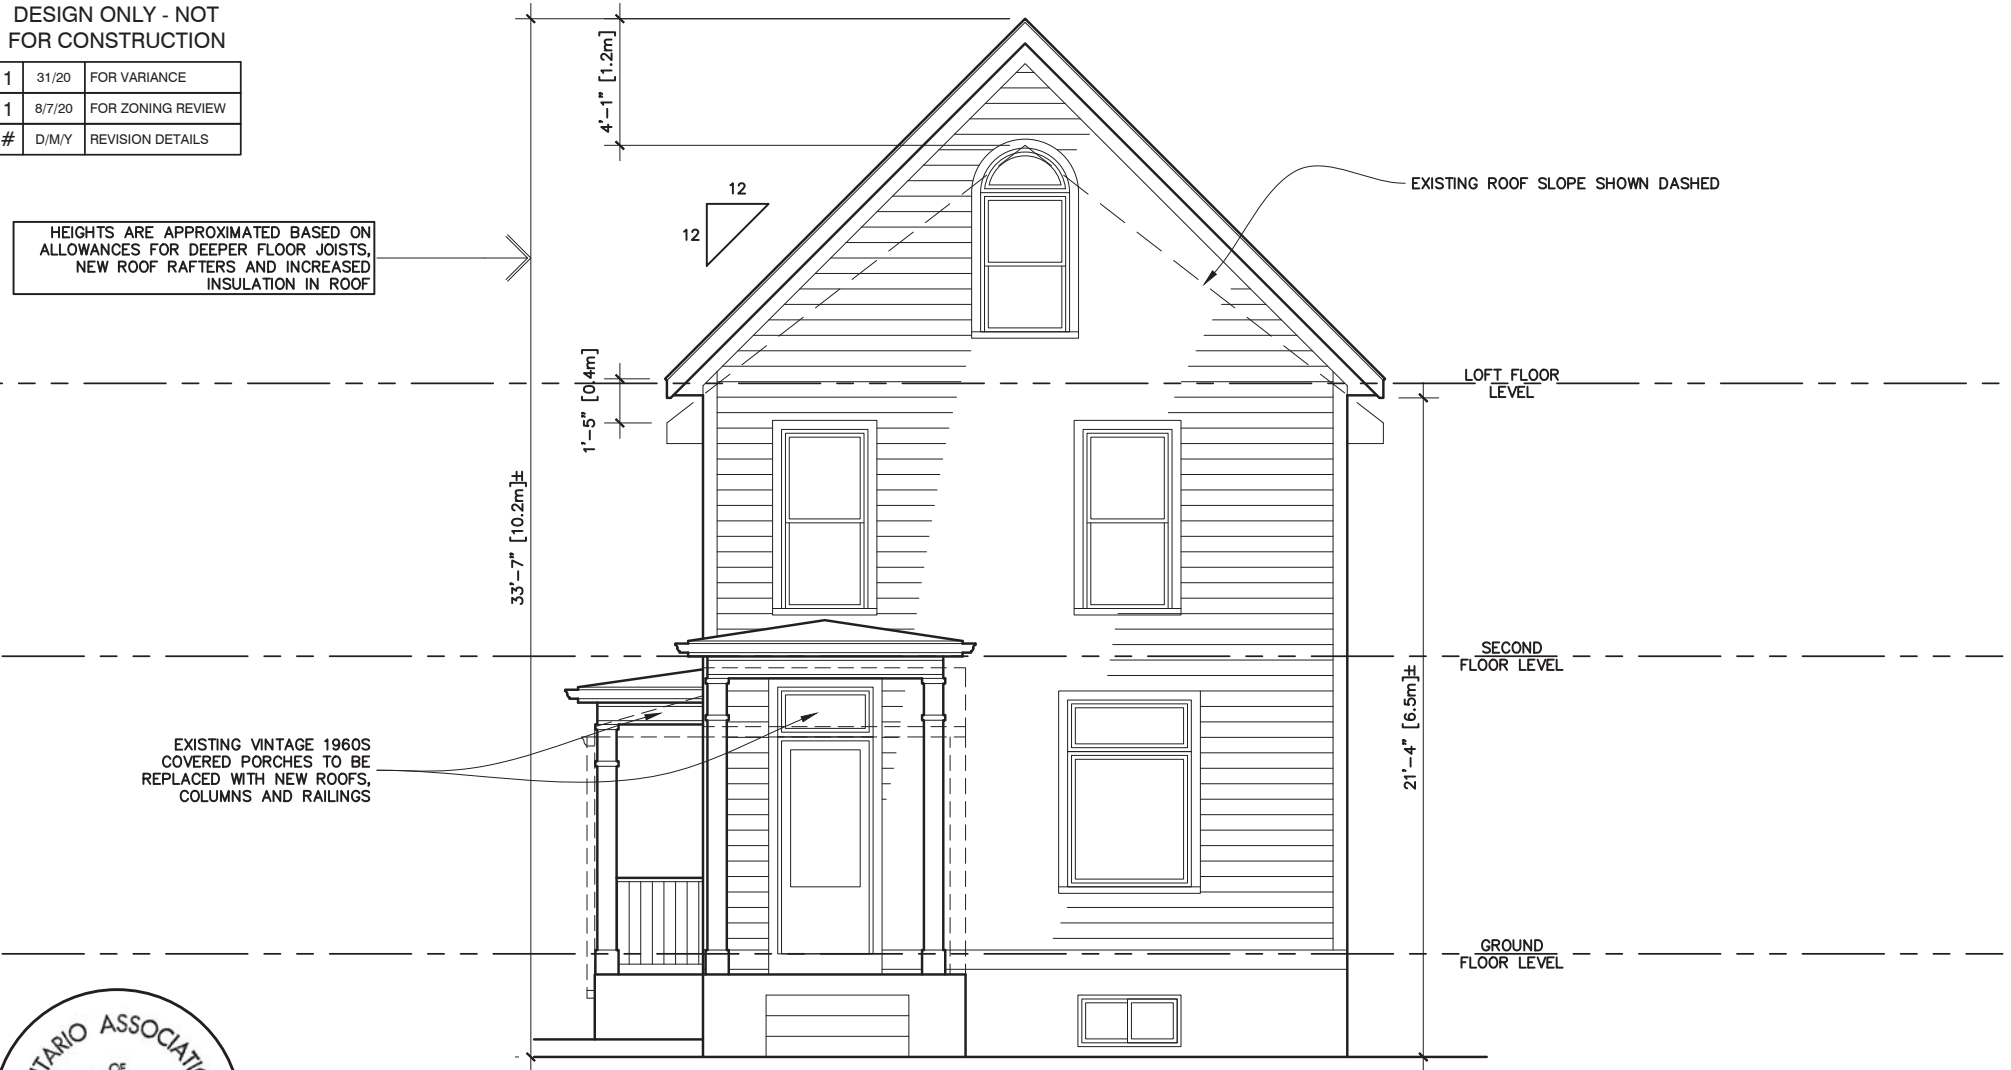 DESIGN ONLY - NOT
FOR CONSTRUCTION
1 31/20 FOR VARIANCE
1 8/7/20 FOR ZONING REVIEW
# D/M/Y REVISION DETAILS
HEIGHTS ARE APPROXIMATED BASED ON
ALLOWANCES FOR DEEPER FLOOR JOISTS,
NEW ROOF RAFTERS AND INCREASED
INSULATION IN ROOF
4'-1" [1.2m]
12
12
EXISTING ROOF SLOPE SHOWN DASHED
1'-5" [0.4m]
LOFT FLOOR
LEVEL
33'-7" [10.2m]±
SECOND
FLOOR LEVEL
21'-4" [6.5m]±
EXISTING VINTAGE 1960S
COVERED PORCHES TO BE
REPLACED WITH NEW ROOFS,
COLUMNS AND RAILINGS
GROUND
FLOOR LEVEL
OF